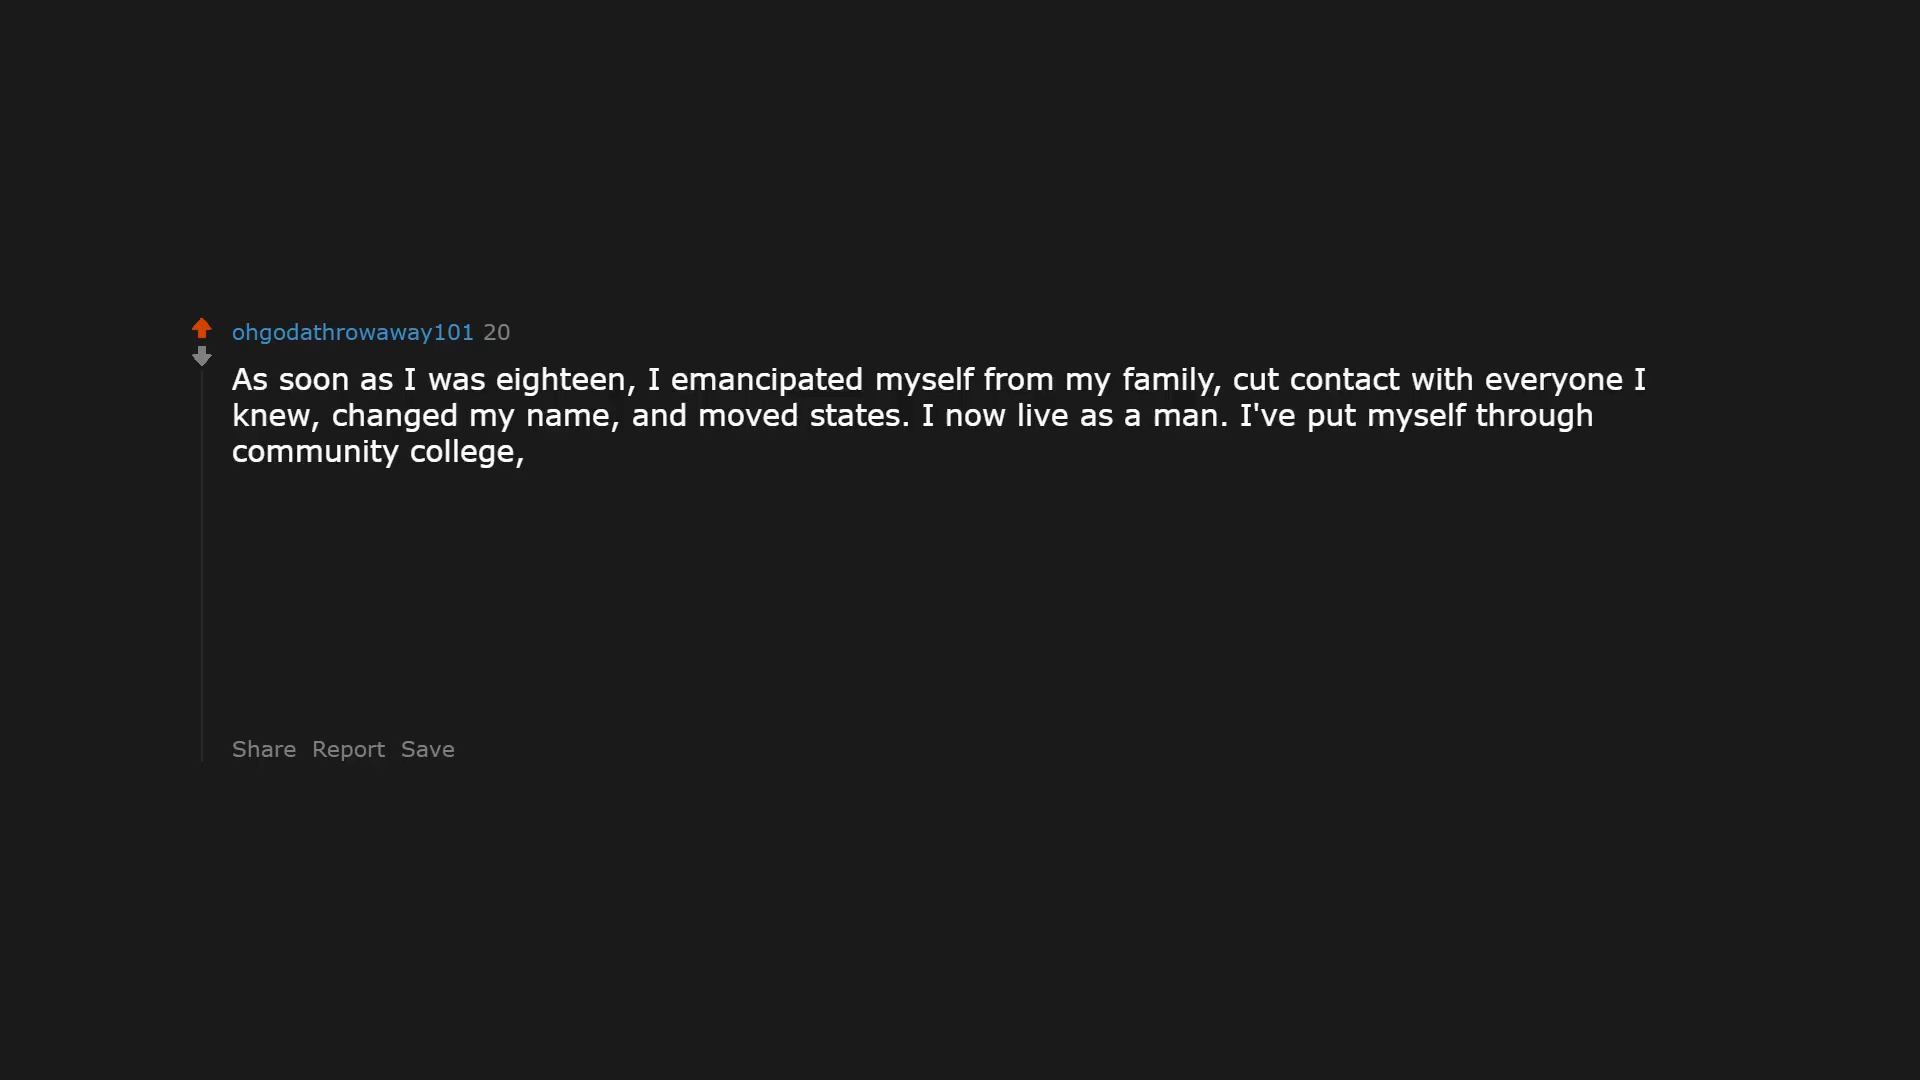 ohgodathrowaway101 20
As soon as I was eighteen, I emancipated myself from my family, cut contact with everyone I
knew, changed my name, and moved states. I now live as a man. I've put myself through
community college,
Share Report Save